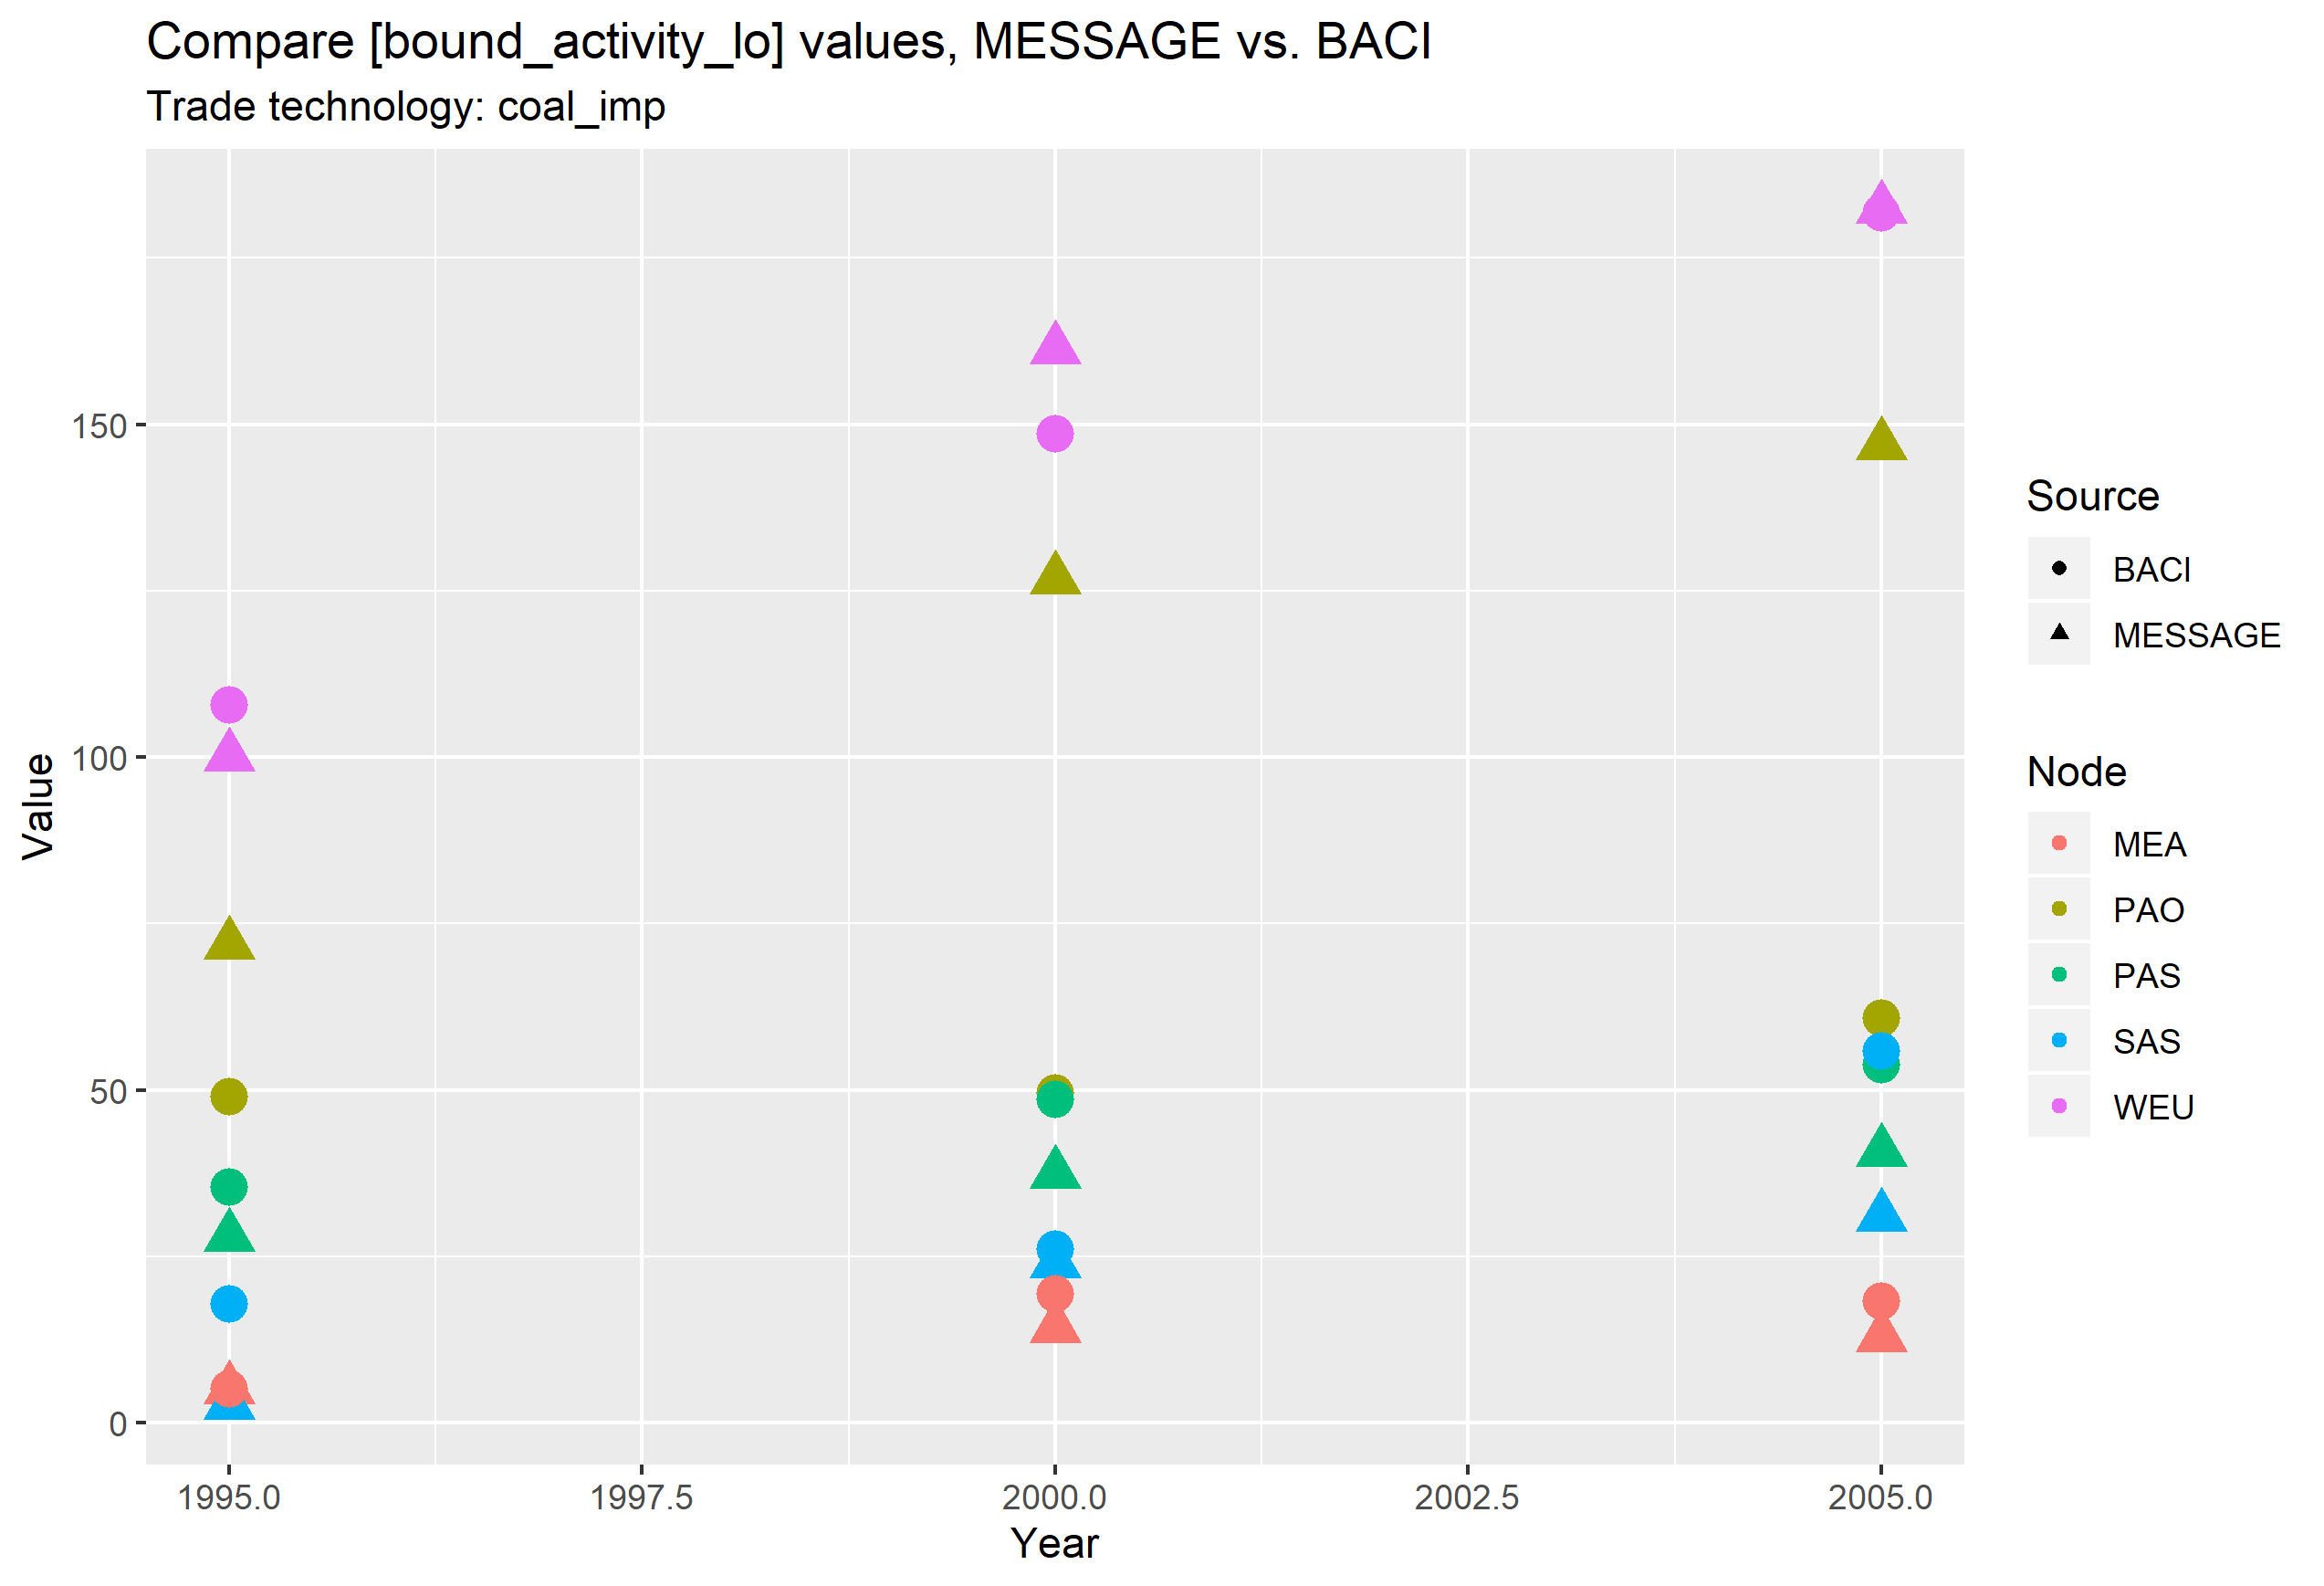 Compare [bound_activity_lo] values, MESSAGE vs. BACI
Trade technology: coal_imp
Value
150
100
50
0
1995.0 1997.5 2000.0 2002.5 2005.0
Year
Source
BACI
MESSAGE
Node
MEA
PAO
PAS
SAS
WEU